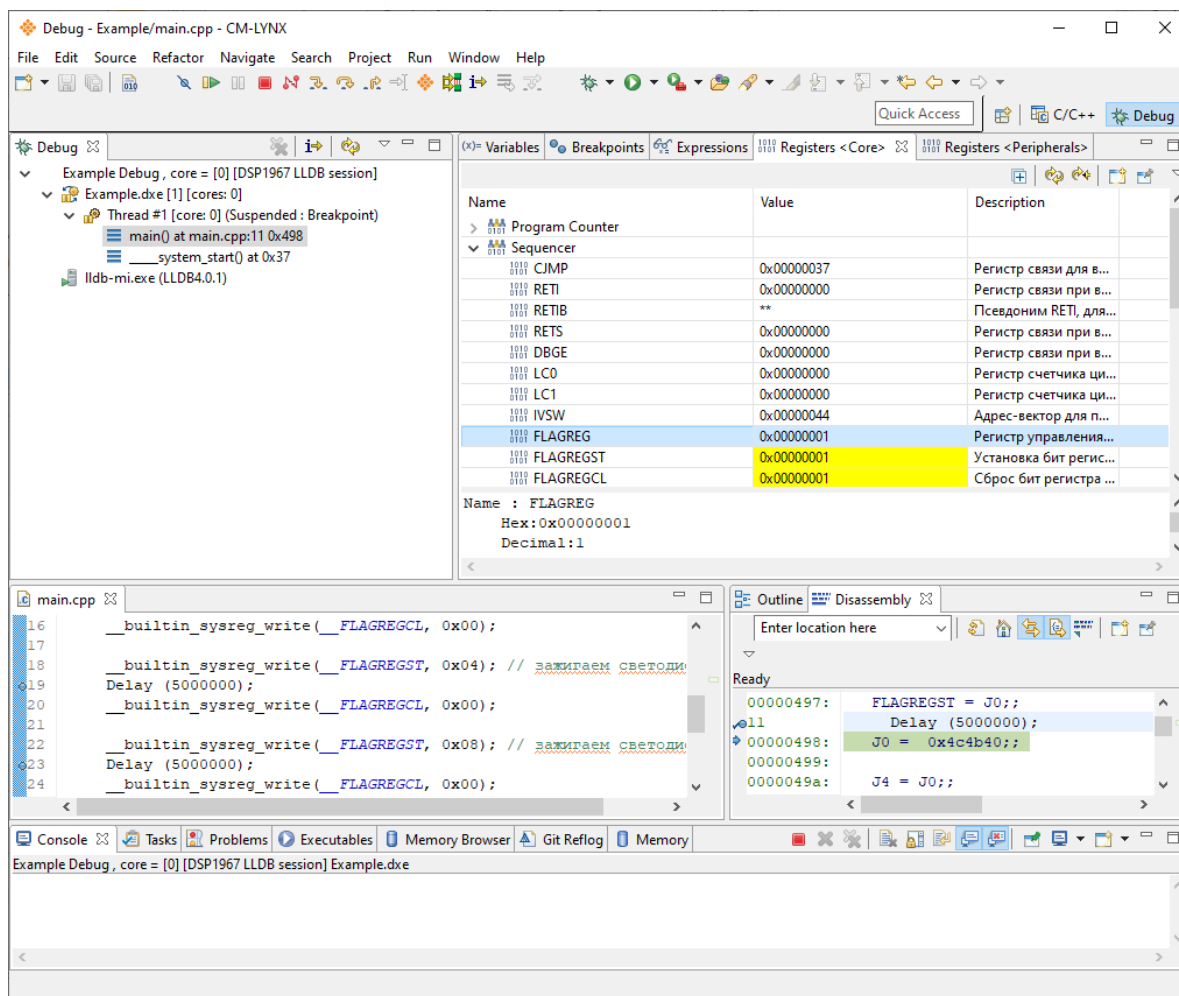 Debug - Example/main.cpp - CM-LYNX
File Edit Source Refactor Navigate Search Project Run Window Help
Quick Access C/C++ Debug
Debug
Example Debug , core = [0] [DSP1967 LLDB session]
Example.dxe [1] [cores: 0]
Thread #1 [core: 0] (Suspended : Breakpoint)
main() at main.cpp:11 0x498
____system_start() at 0x37
lldb-mi.exe (LLDB4.0.1)
(x)= Variables Breakpoints Expressions Registers <Core> Registers <Peripherals>
Name Value Description
Program Counter
Sequencer
CJMP 0x00000037 Регистр связи для в...
RETI 0x00000000 Регистр связи при в...
RETIB ** Псевдоним RETI, для...
RETS 0x00000000 Регистр связи при в...
DBGE 0x00000000 Регистр связи при в...
LC0 0x00000000 Регистр счетчика ци...
LC1 0x00000000 Регистр счетчика ци...
IVSW 0x00000044 Адрес-вектор для п...
FLAGREG 0x00000001 Регистр управления...
FLAGREGST 0x00000001 Установка бит регис...
FLAGREGCL 0x00000001 Сброс бит регистра ...
Name : FLAGREG
Hex:0x00000001
Decimal:1
main.cpp
16 __builtin_sysreg_write(__FLAGREGCL, 0x00);
17
18 __builtin_sysreg_write(__FLAGREGST, 0x04); // зажигаем светодио
19 Delay (5000000);
20 __builtin_sysreg_write(__FLAGREGCL, 0x00);
21
22 __builtin_sysreg_write(__FLAGREGST, 0x08); // зажигаем светодио
23 Delay (5000000);
24 __builtin_sysreg_write(__FLAGREGCL, 0x00);
Outline Disassembly
Enter location here
Ready
00000497: FLAGREGST = J0;;
11 Delay (5000000);
00000498: J0 = 0x4c4b40;;
00000499:
0000049a: J4 = J0;;
Console Tasks Problems Executables Memory Browser Git Reflog Memory
Example Debug , core = [0] [DSP1967 LLDB session] Example.dxe